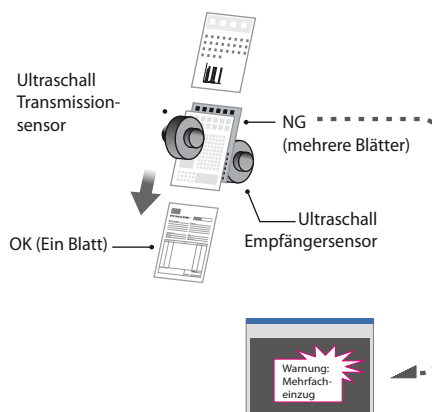 Ultraschall
Transmission-
sensor
NG
(mehrere Blätter)
Ultraschall
Empfängersensor
OK (Ein Blatt)
Warnung:
Mehrfach-
einzug